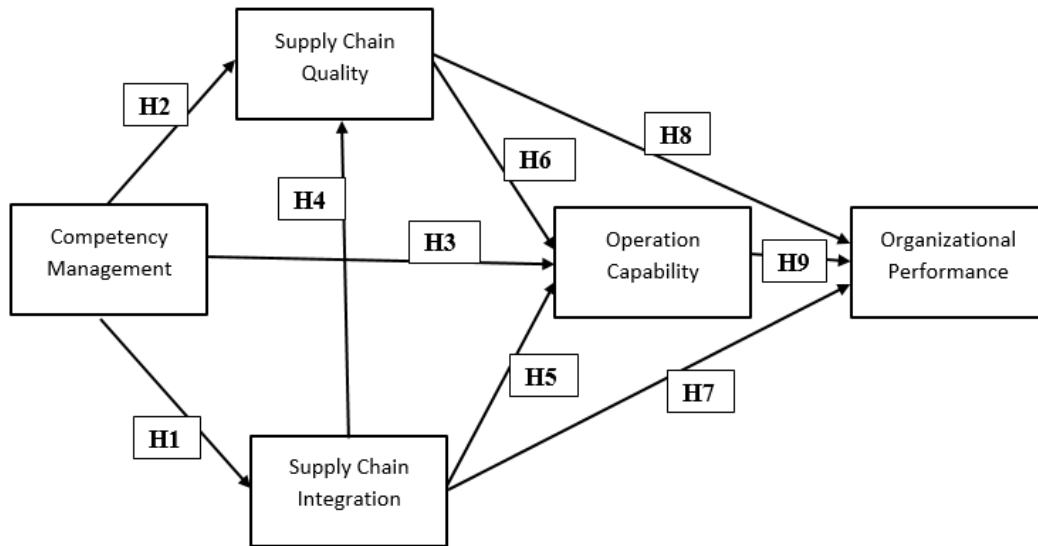 Supply Chain
Quality
H2
H8
H6
H4
Competency
Management
H3
Operation
Capability
H9
Organizational
Performance
H5
H7
H1
Supply Chain
Integration